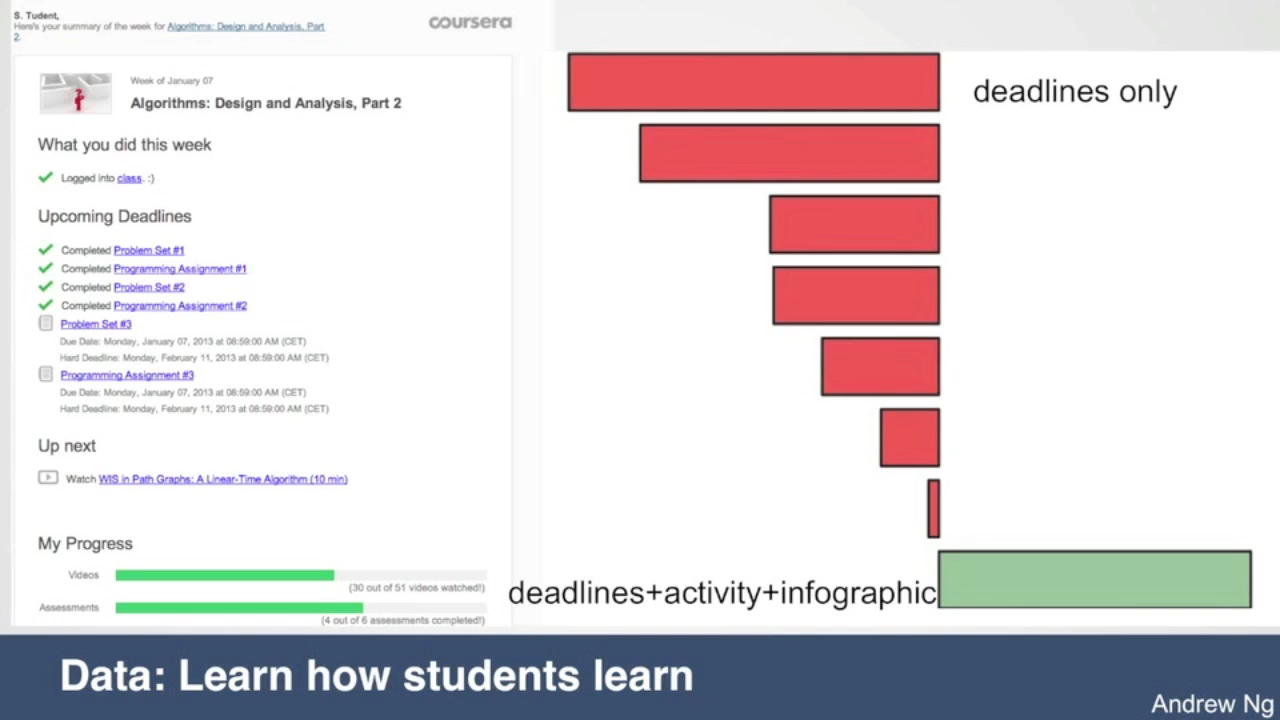 S. Tudent,
Here's your summary of the week for Algorithms: Design and Analysis, Part
2.
coursera
Week of January 07
Algorithms: Design and Analysis, Part 2
What you did this week
Logged into class. :)
Upcoming Deadlines
Completed Problem Set #1
Completed Programming Assignment #1
Completed Problem Set #2
Completed Programming Assignment #2
Problem Set #3
Due Date: Monday, January 07, 2013 at 08:59:00 AM (CET)
Hard Deadline: Monday, February 11, 2013 at 08:59:00 AM (CET)
Programming Assignment #3
Due Date: Monday, January 07, 2013 at 08:59:00 AM (CET)
Hard Deadline: Monday, February 11, 2013 at 08:59:00 AM (CET)
Up next
Watch WIS in Path Graphs: A Linear-Time Algorithm (10 min)
My Progress
Videos
(30 out of 51 videos watched!)
Assessments
(4 out of 6 assessments completed!)
deadlines only
deadlines+activity+infographic
Data: Learn how students learn
Andrew Ng